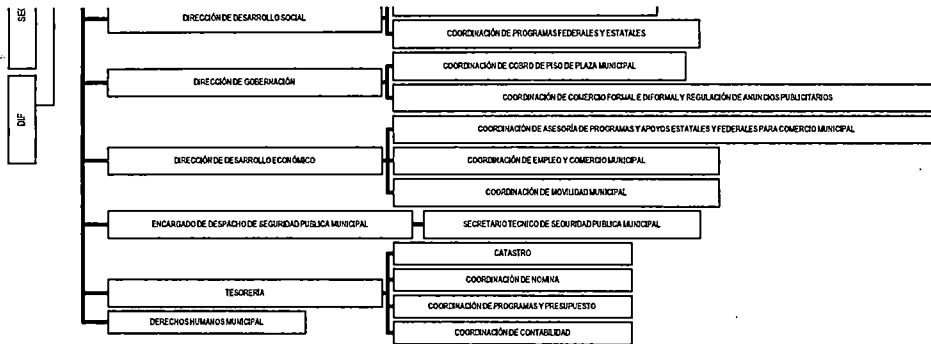 SEC
DIF
DIRECCIÓN DE DESARROLLO SOCIAL
COORDINACIÓN DE PROGRAMAS FEDERALES Y ESTATALES
DIRECCIÓN DE GOBERNACIÓN
COORDINACIÓN DE COBRO DE PISO DE PLAZA MUNICIPAL
COORDINACIÓN DE COMERCIO FORMAL E INFORMAL Y REGULACIÓN DE ANUNCIOS PUBLICITARIOS
DIRECCIÓN DE DESARROLLO ECONÓMICO
COORDINACIÓN DE ASESORÍA DE PROGRAMAS Y APOYOS ESTATALES Y FEDERALES PARA COMERCIO MUNICIPAL
COORDINACIÓN DE EMPLEO Y COMERCIO MUNICIPAL
COORDINACIÓN DE MOVILIDAD MUNICIPAL
ENCARGADO DE DESPACHO DE SEGURIDAD PUBLICA MUNICIPAL
SECRETARIO TECNICO DE SEGURIDAD PUBLICA MUNICIPAL
TESORERÍA
CATASTRO
COORDINACIÓN DE NOMINA
COORDINACIÓN DE PROGRAMAS Y PRESUPUESTO
COORDINACIÓN DE CONTABILIDAD
DERECHOS HUMANOS MUNICIPAL